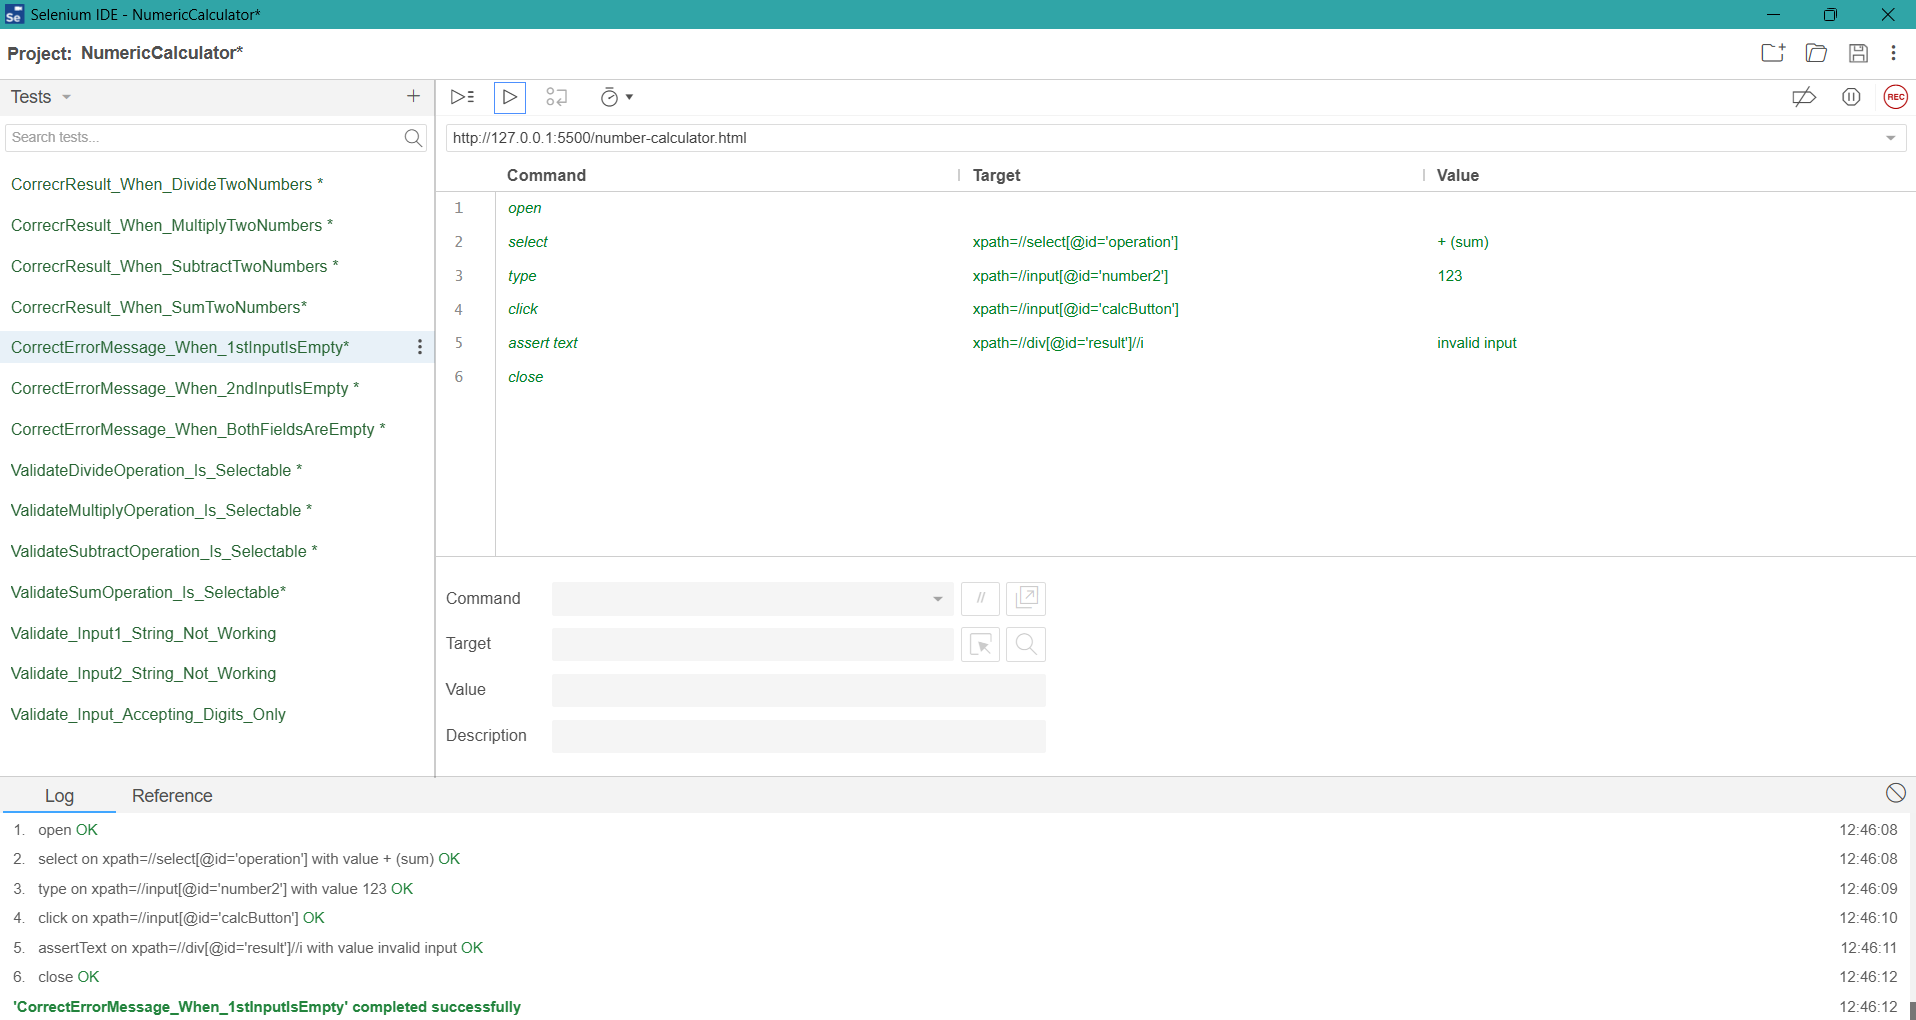 Se Selenium IDE - NumericCalculator*
Project: NumericCalculator*
Tests
Search tests...
CorrecrResult_When_DivideTwoNumbers *
CorrecrResult_When_MultiplyTwoNumbers *
CorrecrResult_When_SubtractTwoNumbers *
CorrecrResult_When_SumTwoNumbers*
CorrectErrorMessage_When_1stInputIsEmpty*
CorrectErrorMessage_When_2ndInputIsEmpty *
CorrectErrorMessage_When_BothFieldsAreEmpty *
ValidateDivideOperation_Is_Selectable *
ValidateMultiplyOperation_Is_Selectable *
ValidateSubtractOperation_Is_Selectable *
ValidateSumOperation_Is_Selectable*
Validate_Input1_String_Not_Working
Validate_Input2_String_Not_Working
Validate_Input_Accepting_Digits_Only
REC
http://127.0.0.1:5500/number-calculator.html
Command Target Value
1 open
2 select xpath=//select[@id='operation'] + (sum)
3 type xpath=//input[@id='number2'] 123
4 click xpath=//input[@id='calcButton']
5 assert text xpath=//div[@id='result']//i invalid input
6 close
Command //
Target
Value
Description
Log Reference
1. open OK 12:46:08
2. select on xpath=//select[@id='operation'] with value + (sum) OK 12:46:08
3. type on xpath=//input[@id='number2'] with value 123 OK 12:46:09
4. click on xpath=//input[@id='calcButton'] OK 12:46:10
5. assertText on xpath=//div[@id='result']//i with value invalid input OK 12:46:11
6. close OK 12:46:12
'CorrectErrorMessage_When_1stInputIsEmpty' completed successfully 12:46:12